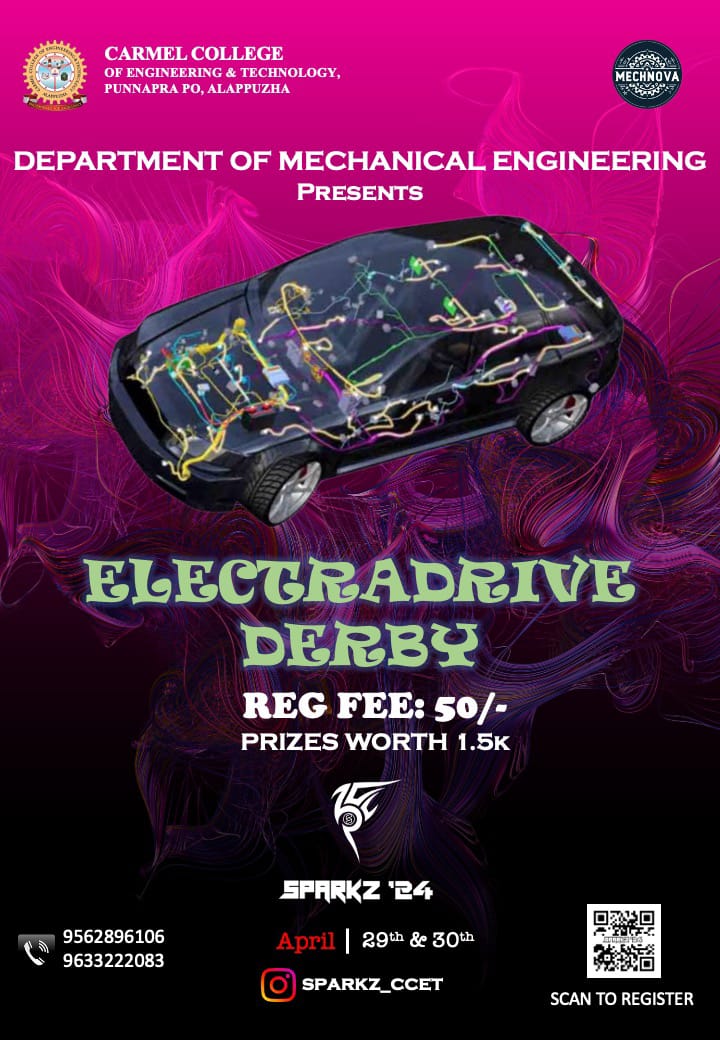 CARMEL COLLEGE
OF ENGINEERING & TECHNOLOGY,
PUNNAPRA PO, ALAPPUZHA
MECHNOVA
DEPARTMENT OF MECHANICAL ENGINEERING
PRESENTS
ELECTRADRIVE
DERBY
REG FEE: 50/-
PRIZES WORTH 1.5K
SPARKZ '24
9562896106
9633222083
April | 29th & 30th
SPARKZ_CCET
SCAN TO REGISTER